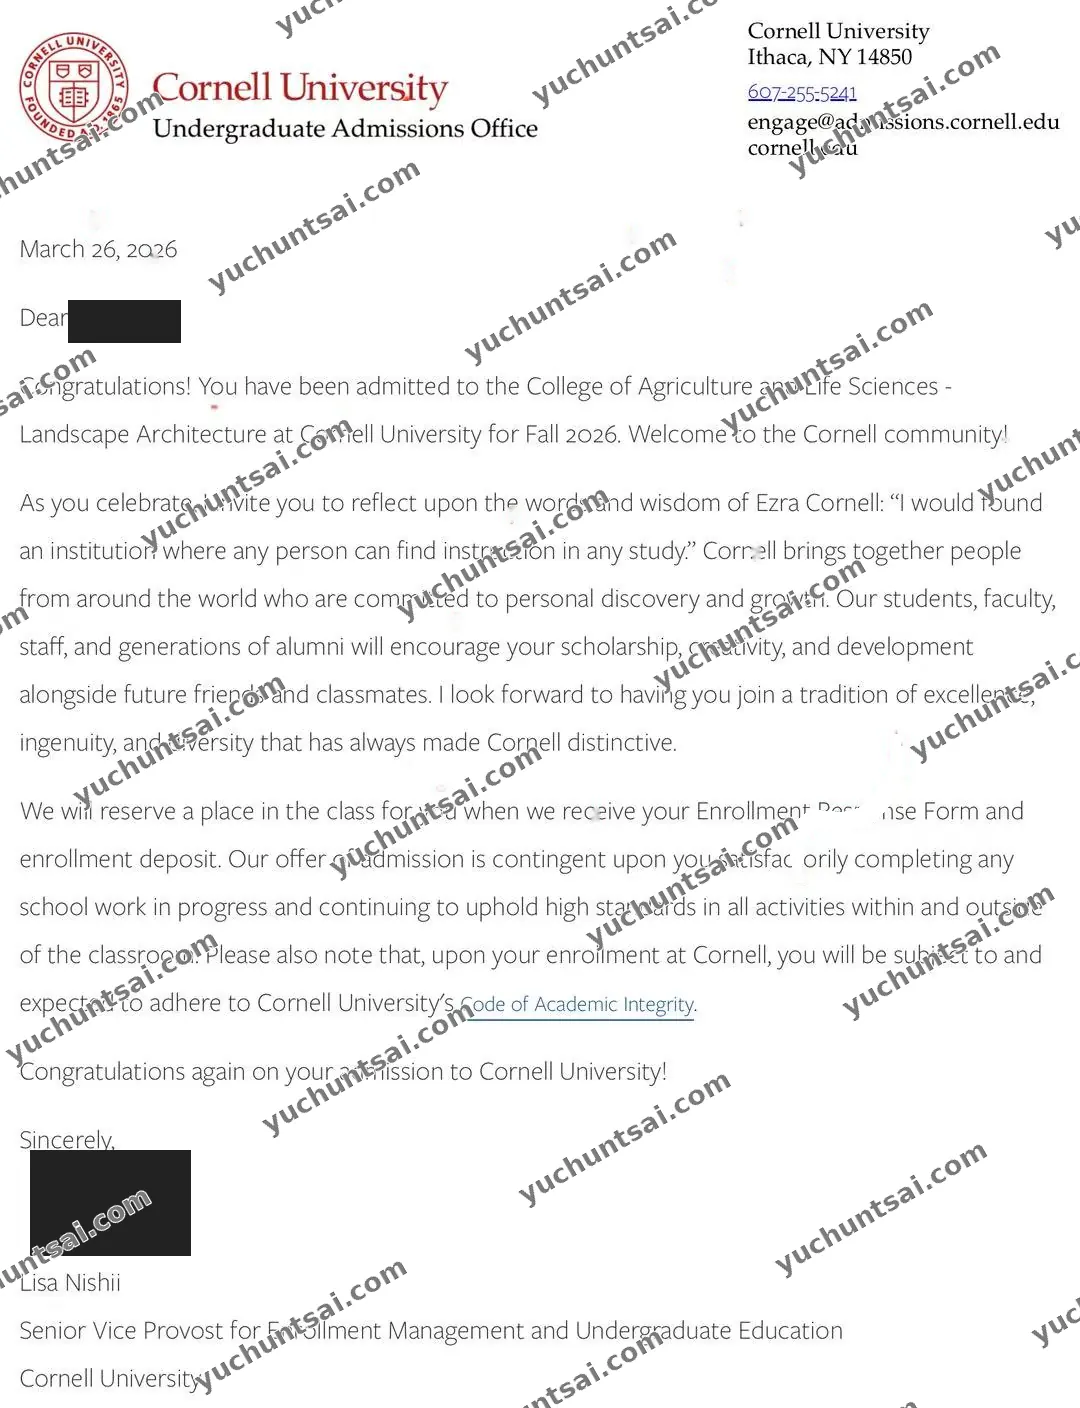 Cornell University
Ithaca, NY 14850
607-255-5241
engage@admissions.cornell.edu
cornell.edu
CORNELL UNIVERSITY
FOUNDED A.D. 1865
Cornell University
Undergraduate Admissions Office
March 26, 2026
Dear
Congratulations! You have been admitted to the College of Agriculture and Life Sciences -
Landscape Architecture at Cornell University for Fall 2026. Welcome to the Cornell community!
As you celebrate, I invite you to reflect upon the words and wisdom of Ezra Cornell: “I would found
an institution where any person can find instruction in any study.” Cornell brings together people
from around the world who are committed to personal discovery and growth. Our students, faculty,
staff, and generations of alumni will encourage your scholarship, creativity, and development
alongside future friends and classmates. I look forward to having you join a tradition of excellence,
ingenuity, and diversity that has always made Cornell distinctive.
We will reserve a place in the class for you when we receive your Enrollment Response Form and
enrollment deposit. Our offer of admission is contingent upon you satisfac orily completing any
school work in progress and continuing to uphold high standards in all activities within and outside
of the classroom. Please also note that, upon your enrollment at Cornell, you will be subject to and
expected to adhere to Cornell University's Code of Academic Integrity.
Congratulations again on your admission to Cornell University!
Sincerely,
Lisa Nishii
Senior Vice Provost for Enrollment Management and Undergraduate Education
Cornell University
yuchuntsai.com